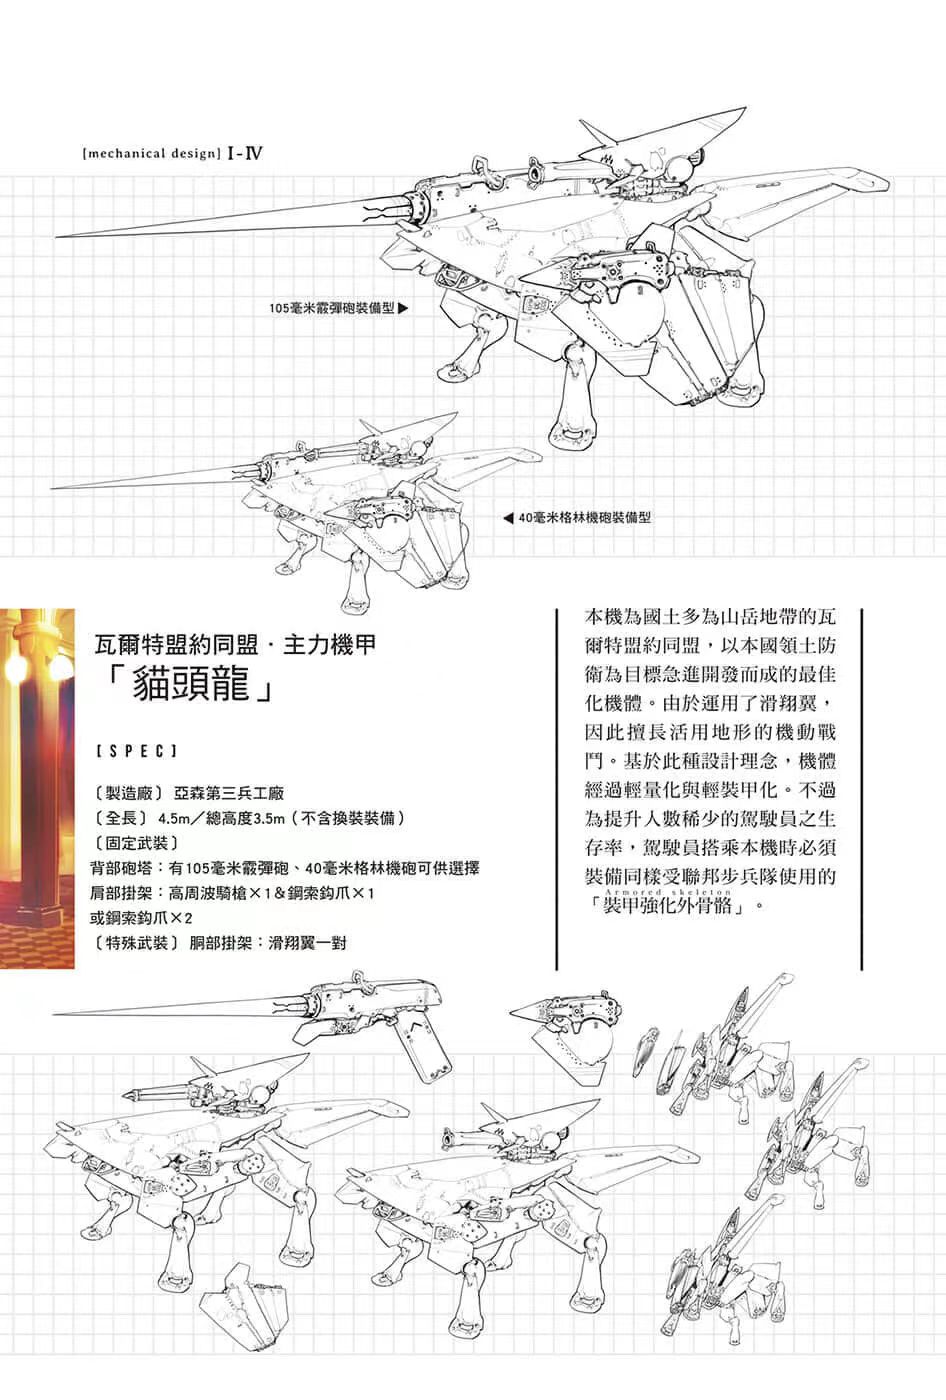 [mechanical design] I-IV
105毫米霰彈砲裝備型▶
◀ 40毫米格林機砲裝備型
瓦爾特盟約同盟．主力機甲
「貓頭龍」
[SPEC]
〔製造廠〕 亞森第三兵工廠
〔全長〕 4.5m／總高度3.5m（不含換裝裝備）
〔固定武裝〕
背部砲塔：有105毫米霰彈砲、40毫米格林機砲可供選擇
肩部掛架：高周波騎槍×1＆鋼索鈎爪×1
或鋼索鈎爪×2
〔特殊武裝〕 胴部掛架：滑翔翼一對
本機為國土多為山岳地帶的瓦
爾特盟約同盟，以本國領土防
衛為目標急進開發而成的最佳
化機體。由於運用了滑翔翼，
因此擅長活用地形的機動戰
鬥。基於此種設計理念，機體
經過輕量化與輕裝甲化。不過
為提升人數稀少的駕駛員之生
存率，駕駛員搭乘本機時必須
裝備同樣受聯邦步兵隊使用的
Armored skeleton
「裝甲強化外骨骼」。